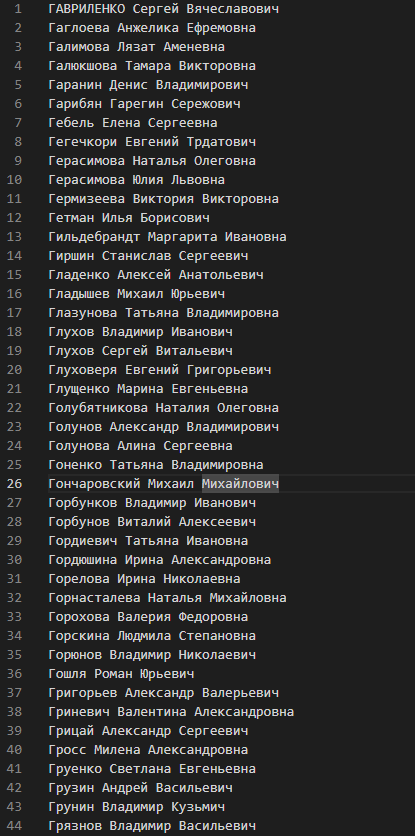 1 ГАВРИЛЕНКО Сергей Вячеславович
2 Гаглоева Анжелика Ефремовна
3 Галимова Лязат Аменевна
4 Галюкшова Тамара Викторовна
5 Гаранин Денис Владимирович
6 Гарибян Гарегин Сережович
7 Гебель Елена Сергеевна
8 Гегечкори Евгений Трдатович
9 Герасимова Наталья Олеговна
10 Герасимова Юлия Львовна
11 Гермизеева Виктория Викторовна
12 Гетман Илья Борисович
13 Гильдебрандт Маргарита Ивановна
14 Гиршин Станислав Сергеевич
15 Гладенко Алексей Анатольевич
16 Гладышев Михаил Юрьевич
17 Глазунова Татьяна Владимировна
18 Глухов Владимир Иванович
19 Глухов Сергей Витальевич
20 Глуховеря Евгений Григорьевич
21 Глущенко Марина Евгеньевна
22 Голубятникова Наталия Олеговна
23 Голунов Александр Владимирович
24 Голунова Алина Сергеевна
25 Гоненко Татьяна Владимировна
26 Гончаровский Михаил Михайлович
27 Горбунков Владимир Иванович
28 Горбунов Виталий Алексеевич
29 Гордиевич Татьяна Ивановна
30 Гордюшина Ирина Александровна
31 Горелова Ирина Николаевна
32 Горнасталева Наталья Михайловна
33 Горохова Валерия Федоровна
34 Горскина Людмила Степановна
35 Горюнов Владимир Николаевич
36 Гошля Роман Юрьевич
37 Григорьев Александр Валерьевич
38 Гриневич Валентина Александровна
39 Грицай Александр Сергеевич
40 Гросс Милена Александровна
41 Груенко Светлана Евгеньевна
42 Грузин Андрей Васильевич
43 Грунин Владимир Кузьмич
44 Грязнов Владимир Васильевич